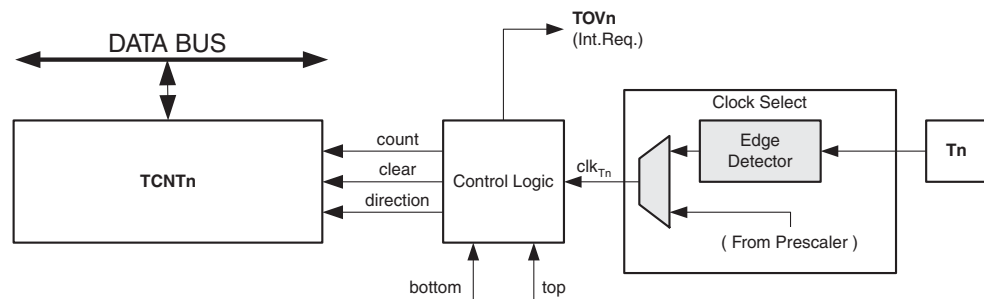 TOVn
(Int.Req.)
DATA BUS
Clock Select
count
Edge
Detector
Tn
TCNTn
clear
Control Logic
clkTn
direction
( From Prescaler )
bottom
top